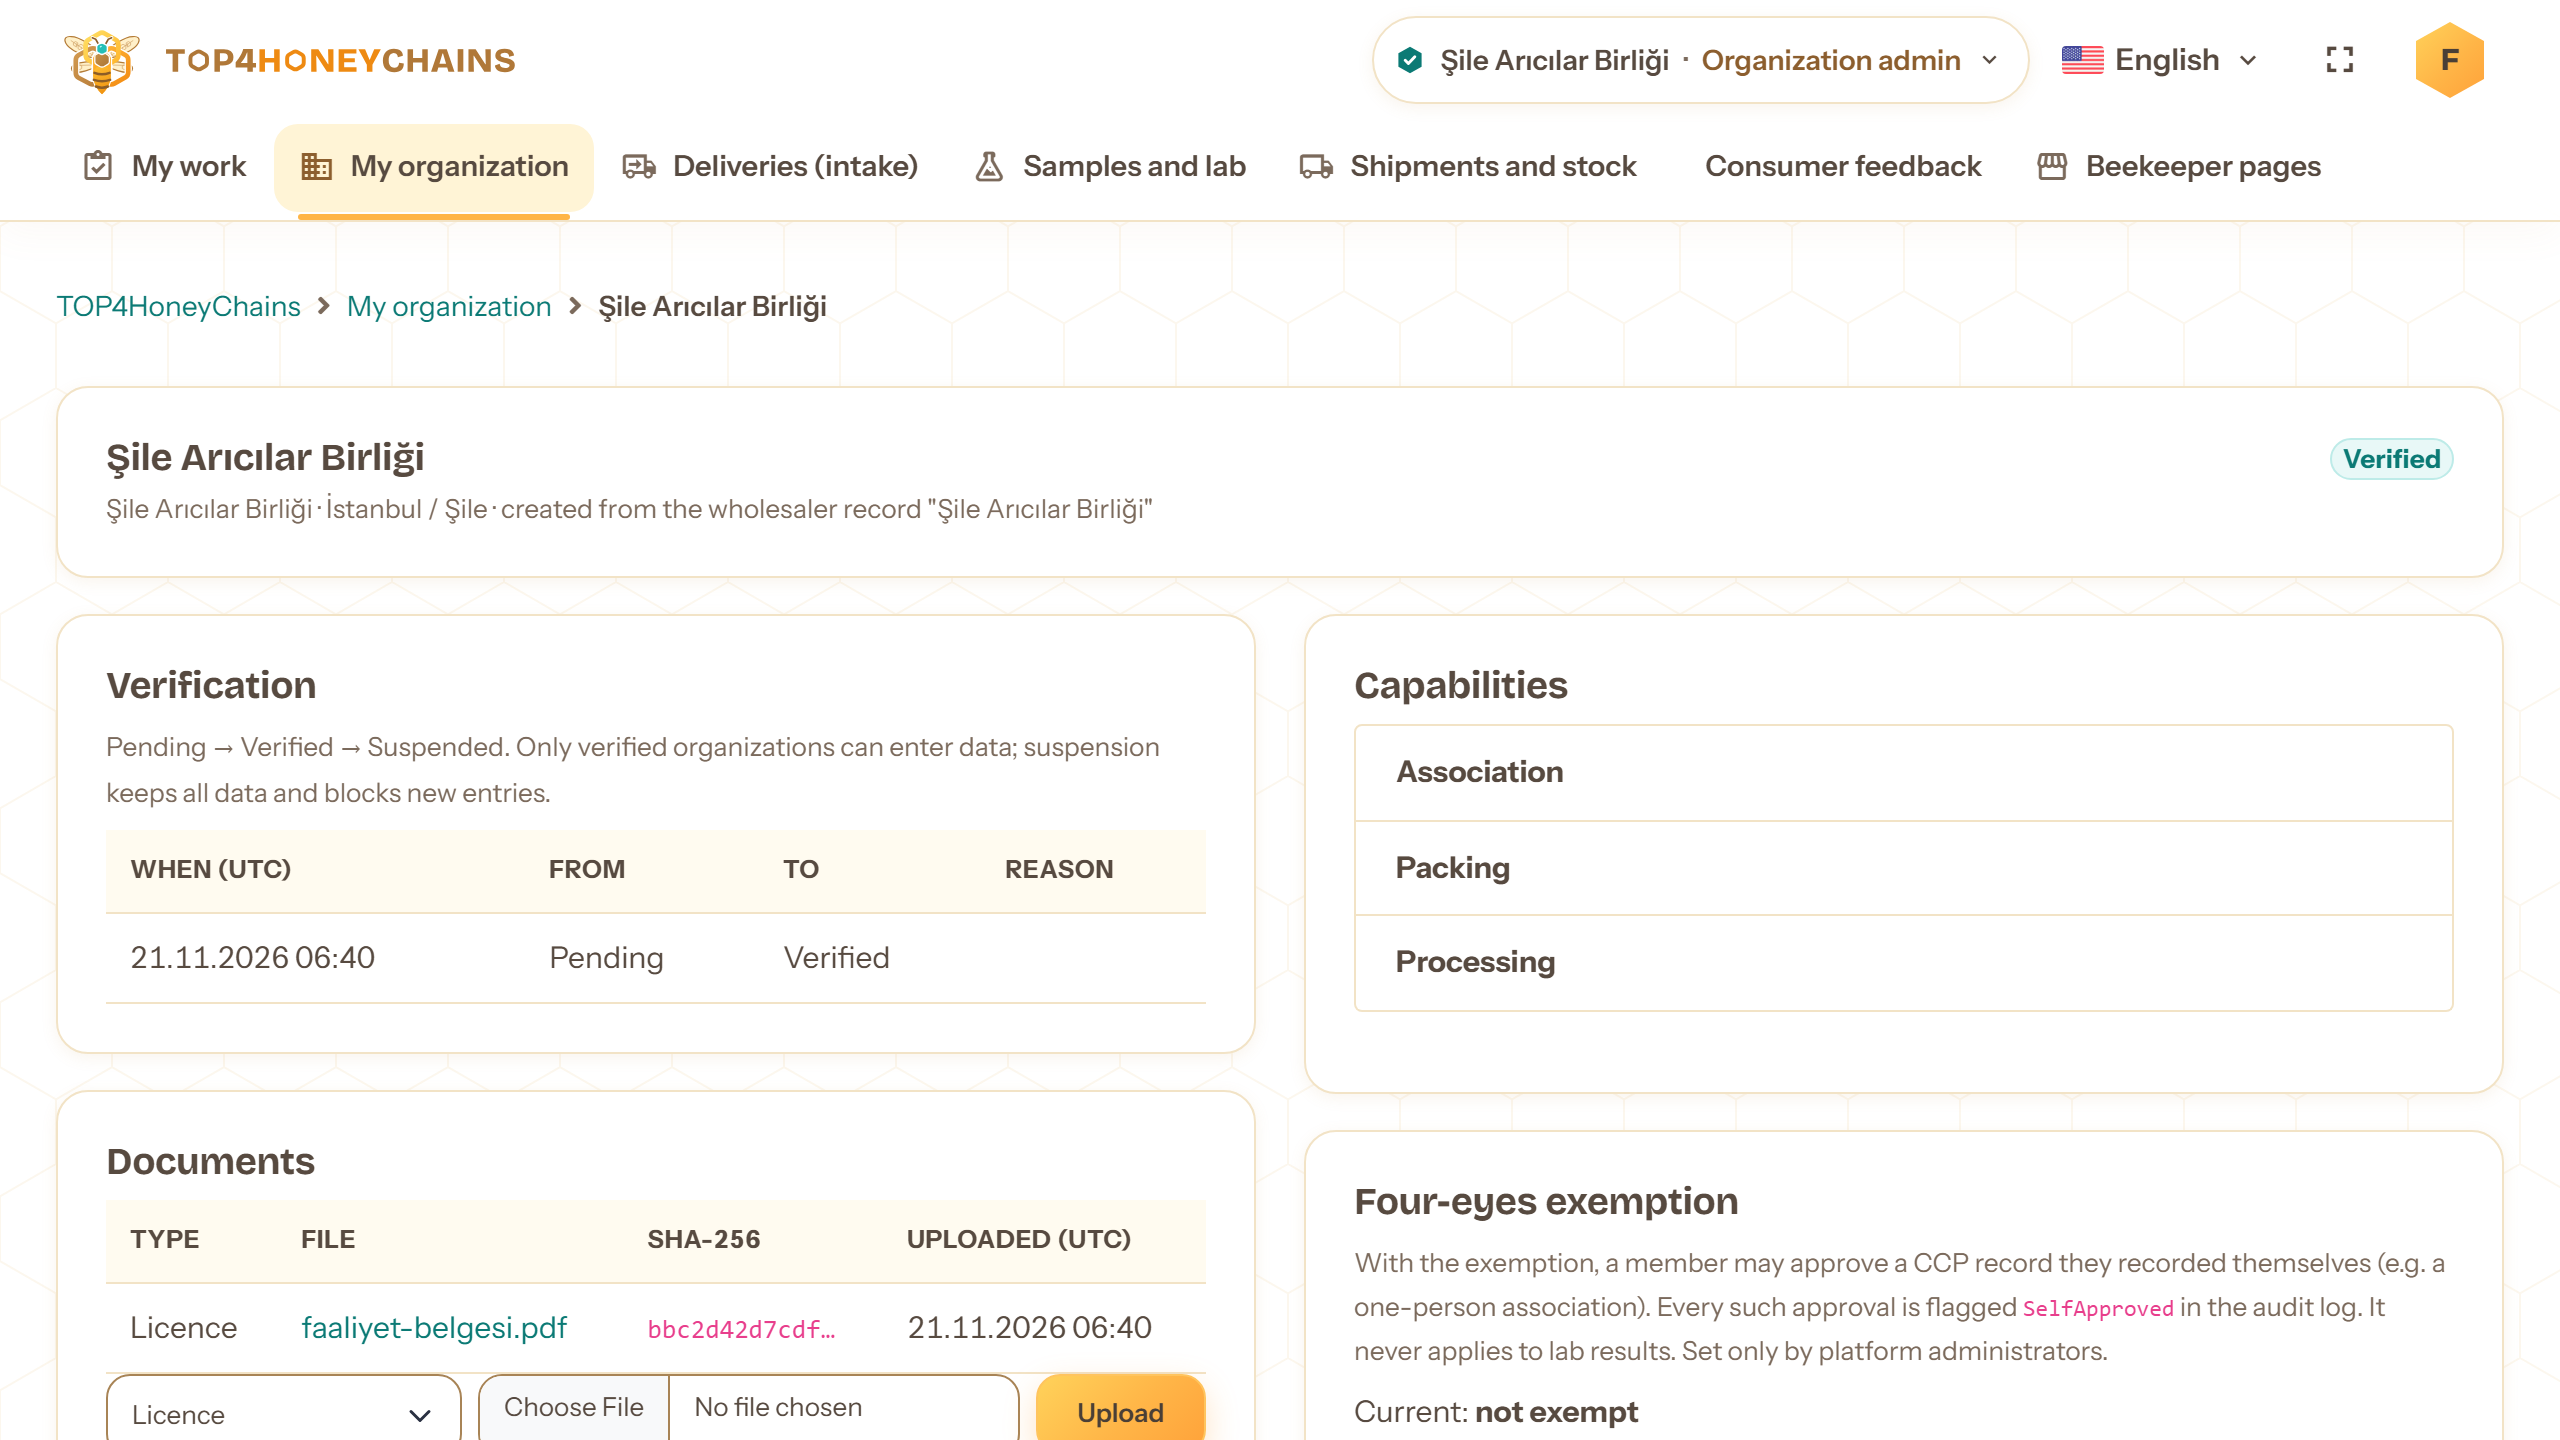 TOP4HONEYCHAINS
Şile Arıcılar Birliği · Organization admin
English
F
My work
My organization
Deliveries (intake)
Samples and lab
Shipments and stock
Consumer feedback
Beekeeper pages
TOP4HoneyChains > My organization > Şile Arıcılar Birliği
Şile Arıcılar Birliği
Verified
Şile Arıcılar Birliği · İstanbul / Şile · created from the wholesaler record "Şile Arıcılar Birliği"
Verification
Pending → Verified → Suspended. Only verified organizations can enter data; suspension
keeps all data and blocks new entries.
WHEN (UTC) FROM TO REASON
21.11.2026 06:40 Pending Verified
Capabilities
Association
Packing
Processing
Documents
TYPE FILE SHA-256 UPLOADED (UTC)
Licence faaliyet-belgesi.pdf bbc2d42d7cdf… 21.11.2026 06:40
Licence Choose File No file chosen Upload
Four-eyes exemption
With the exemption, a member may approve a CCP record they recorded themselves (e.g. a
one-person association). Every such approval is flagged SelfApproved in the audit log. It
never applies to lab results. Set only by platform administrators.
Current: not exempt